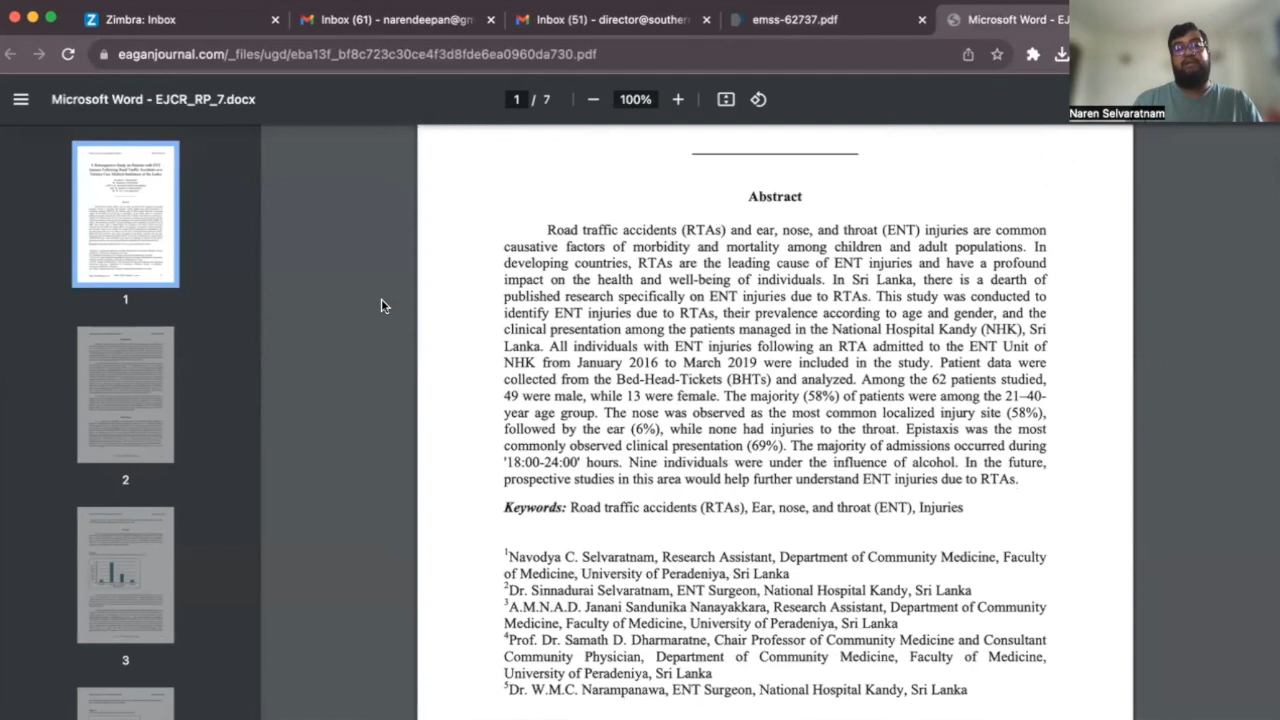 Zimbra: Inbox
Inbox (61) - narendeepan@gm
Inbox (51) - director@southern
emss-62737.pdf
Microsoft Word - EJ
eaganjournal.com/_files/ugd/eba13f_bf8c723c30ce4f3d8fde6ea0960da730.pdf
Microsoft Word - EJCR_RP_7.docx
1 / 7
100%
Naren Selvaratnam
1
2
3
Abstract
Road traffic accidents (RTAs) and ear, nose, and throat (ENT) injuries are common
causative factors of morbidity and mortality among children and adult populations. In
developing countries, RTAs are the leading cause of ENT injuries and have a profound
impact on the health and well-being of individuals. In Sri Lanka, there is a dearth of
published research specifically on ENT injuries due to RTAs. This study was conducted to
identify ENT injuries due to RTAs, their prevalence according to age and gender, and the
clinical presentation among the patients managed in the National Hospital Kandy (NHK), Sri
Lanka. All individuals with ENT injuries following an RTA admitted to the ENT Unit of
NHK from January 2016 to March 2019 were included in the study. Patient data were
collected from the Bed-Head-Tickets (BHTs) and analyzed. Among the 62 patients studied,
49 were male, while 13 were female. The majority (58%) of patients were among the 21–40-
year age group. The nose was observed as the most common localized injury site (58%),
followed by the ear (6%), while none had injuries to the throat. Epistaxis was the most
commonly observed clinical presentation (69%). The majority of admissions occurred during
'18:00-24:00' hours. Nine individuals were under the influence of alcohol. In the future,
prospective studies in this area would help further understand ENT injuries due to RTAs.
Keywords: Road traffic accidents (RTAs), Ear, nose, and throat (ENT), Injuries
1Navodya C. Selvaratnam, Research Assistant, Department of Community Medicine, Faculty
of Medicine, University of Peradeniya, Sri Lanka
2Dr. Sinnadurai Selvaratnam, ENT Surgeon, National Hospital Kandy, Sri Lanka
3A.M.N.A.D. Janani Sandunika Nanayakkara, Research Assistant, Department of Community
Medicine, Faculty of Medicine, University of Peradeniya, Sri Lanka
4Prof. Dr. Samath D. Dharmaratne, Chair Professor of Community Medicine and Consultant
Community Physician, Department of Community Medicine, Faculty of Medicine,
University of Peradeniya, Sri Lanka
5Dr. W.M.C. Narampanawa, ENT Surgeon, National Hospital Kandy, Sri Lanka